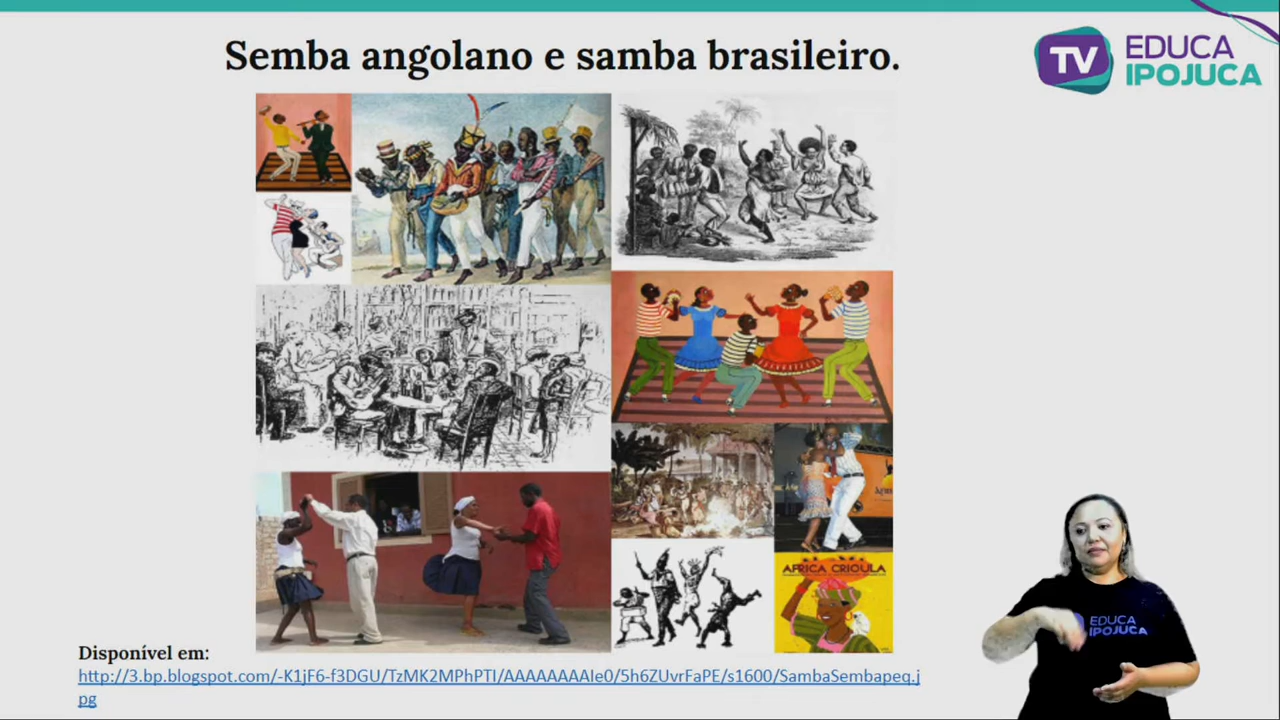 Semba angolano e samba brasileiro.
TV EDUCA
IPOJUCA
AFRICA CRIOULA
EDUCA
IPOJUCA
Disponível em:
http://3.bp.blogspot.com/-K1jF6-f3DGU/TzMK2MPhPTI/AAAAAAAAIe0/5h6ZUvrFaPE/s1600/SambaSembapeq.j
pg